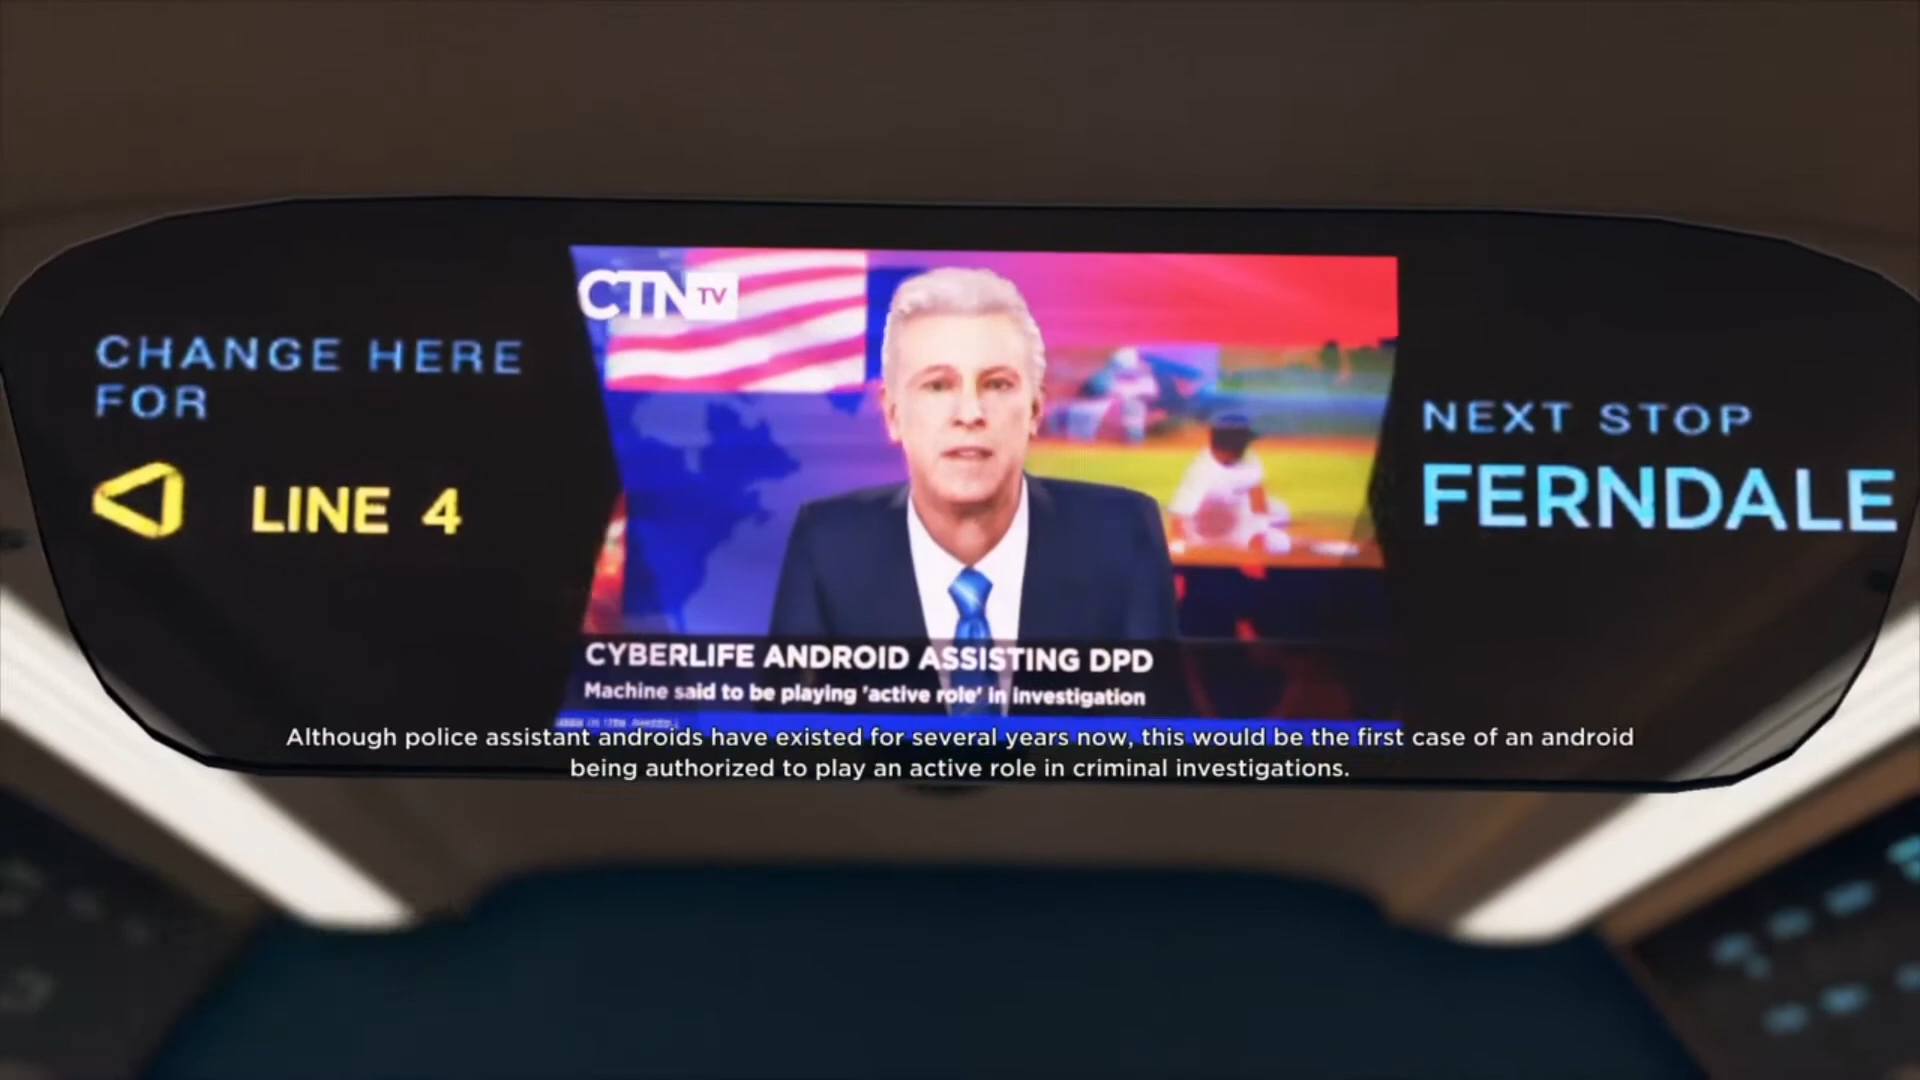 CTN TV
CHANGE HERE
FOR
LINE 4
NEXT STOP
FERNDALE
CYBERLIFE ANDROID ASSISTING DPD
Machine said to be playing 'active role' in investigation
Although police assistant androids have existed for several years now, this would be the first case of an android
being authorized to play an active role in criminal investigations.